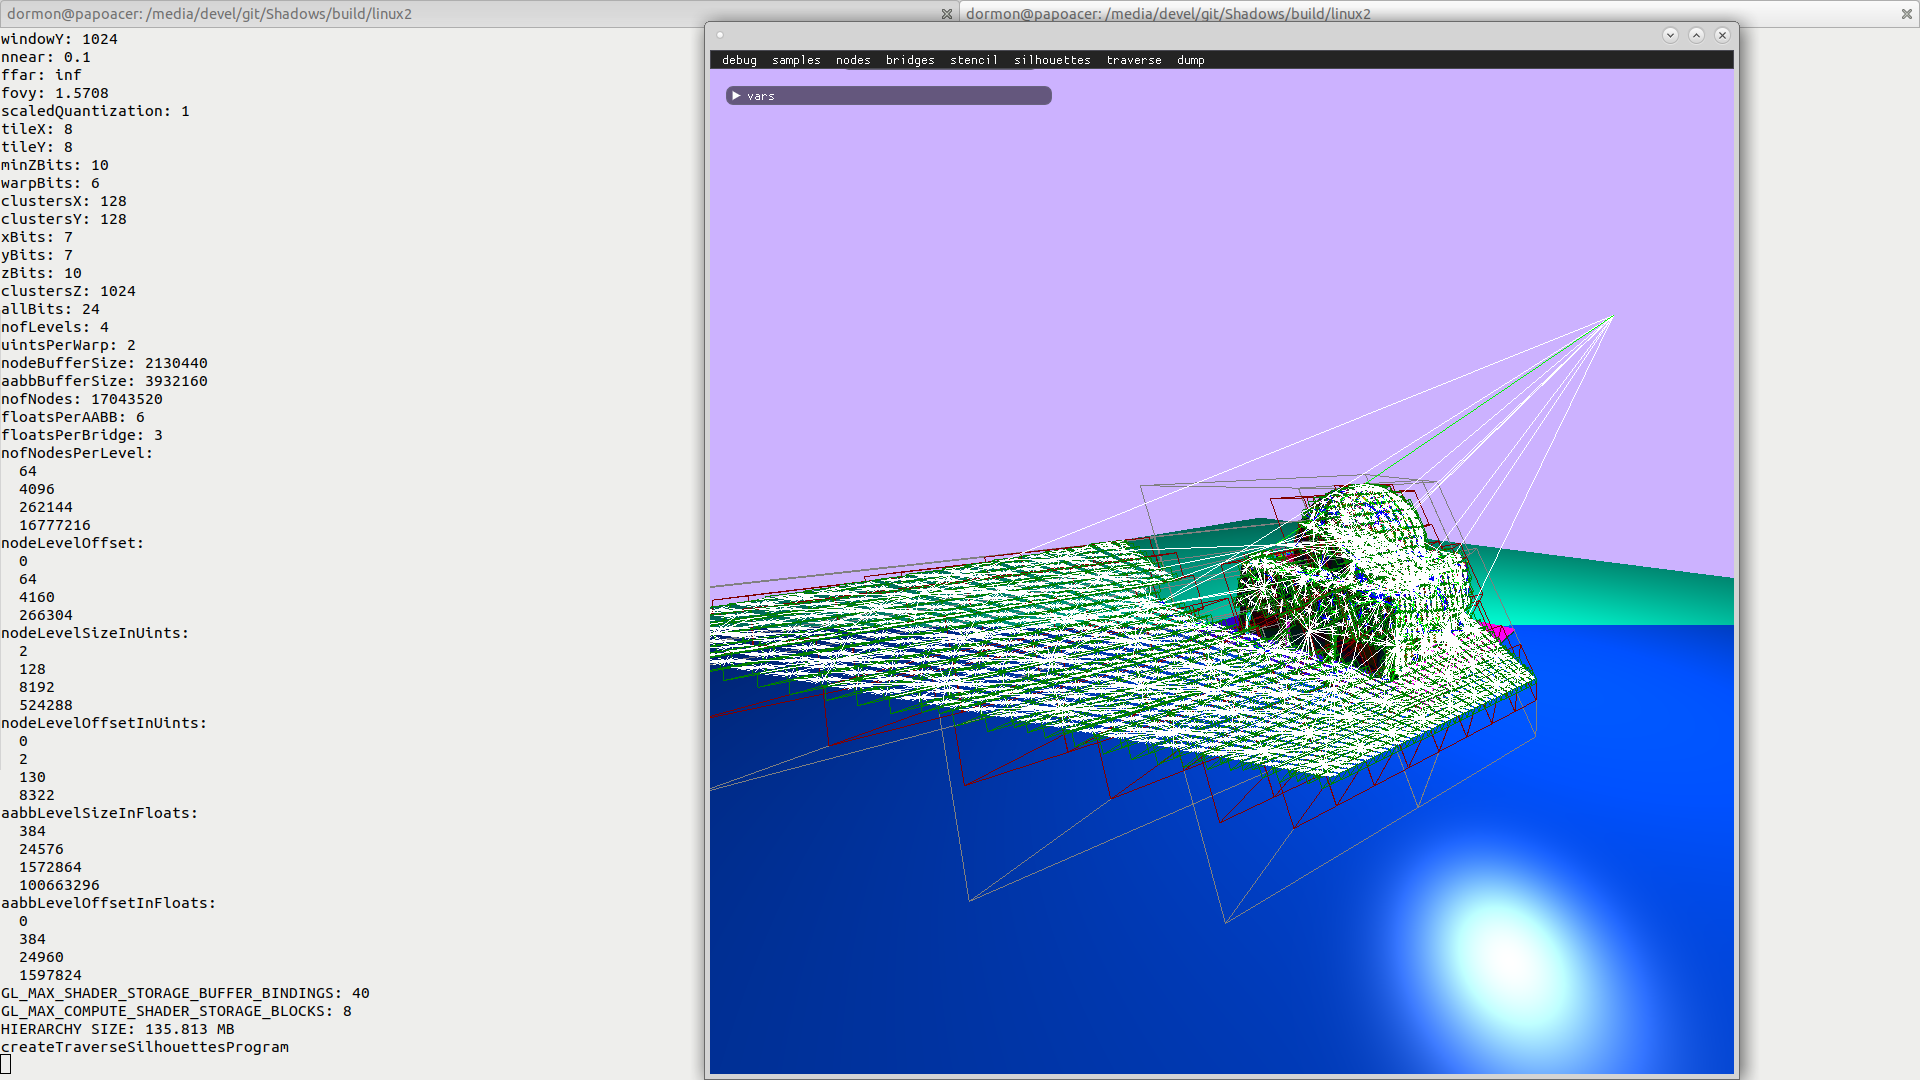 dormon@papoacer: /media/devel/git/Shadows/build/linux2
dormon@papoacer: /media/devel/git/Shadows/build/linux2
windowY: 1024
nnear: 0.1
ffar: inf
fovy: 1.5708
scaledQuantization: 1
tileX: 8
tileY: 8
minZBits: 10
warpBits: 6
clustersX: 128
clustersY: 128
xBits: 7
yBits: 7
zBits: 10
clustersZ: 1024
allBits: 24
nofLevels: 4
uintsPerWarp: 2
nodeBufferSize: 2130440
aabbBufferSize: 3932160
nofNodes: 17043520
floatsPerAABB: 6
floatsPerBridge: 3
nofNodesPerLevel:
64
4096
262144
16777216
nodeLevelOffset:
0
64
4160
266304
nodeLevelSizeInUints:
2
128
8192
524288
nodeLevelOffsetInUints:
0
2
130
8322
aabbLevelSizeInFloats:
384
24576
1572864
100663296
aabbLevelOffsetInFloats:
0
384
24960
1597824
GL_MAX_SHADER_STORAGE_BUFFER_BINDINGS: 40
GL_MAX_COMPUTE_SHADER_STORAGE_BLOCKS: 8
HIERARCHY SIZE: 135.813 MB
createTraverseSilhouettesProgram
debug samples nodes bridges stencil silhouettes traverse dump
vars